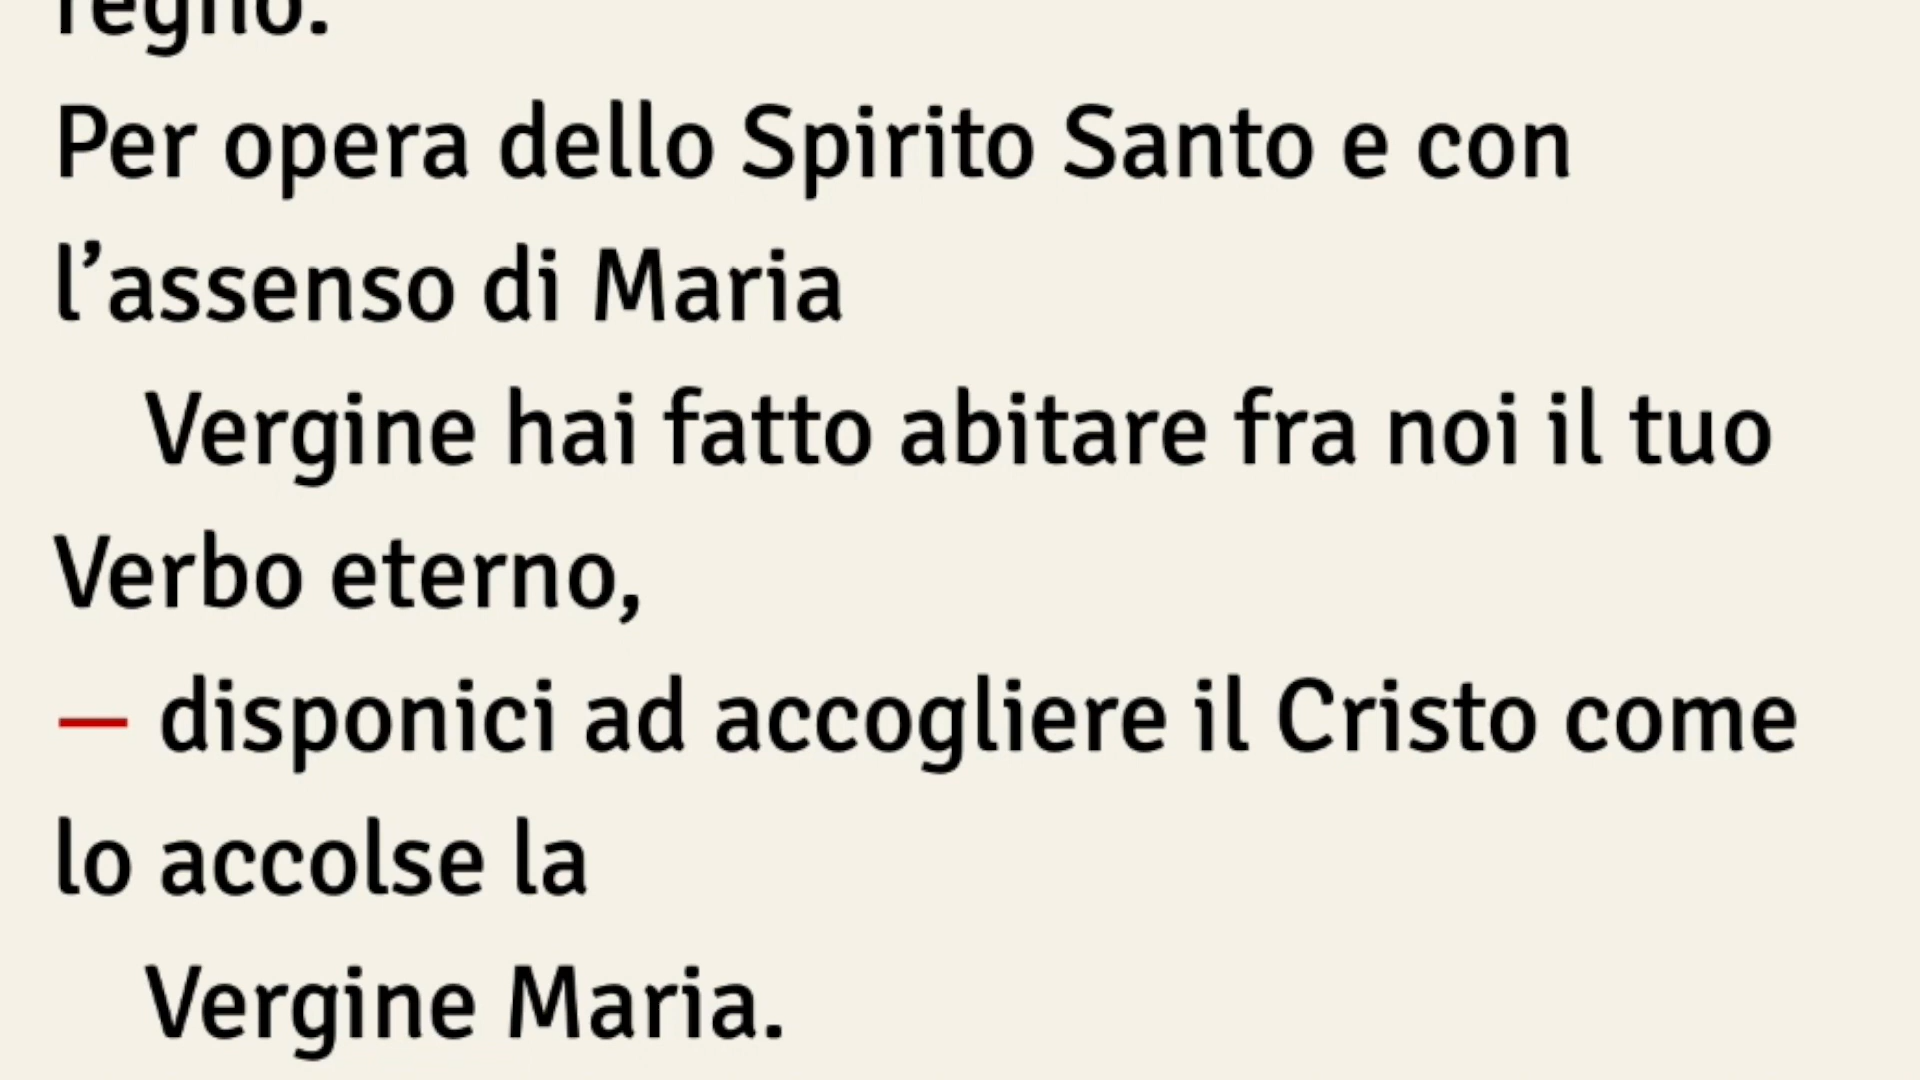 regno.
Per opera dello Spirito Santo e con
l’assenso di Maria
Vergine hai fatto abitare fra noi il tuo
Verbo eterno,
— disponici ad accogliere il Cristo come
lo accolse la
Vergine Maria.